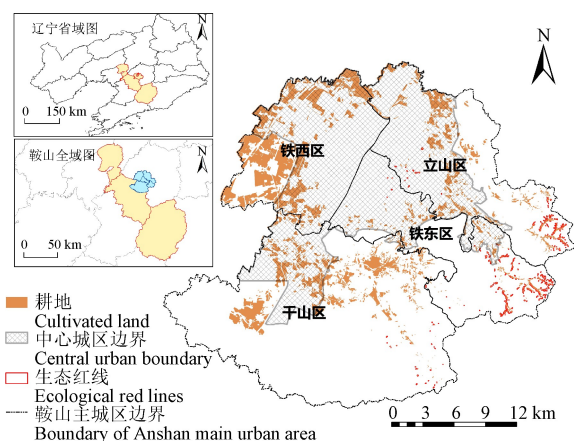 辽宁省域图
N
0 150 km
鞍山全域图
N
0 50 km
N
铁西区
立山区
铁东区
千山区
耕地
Cultivated land
中心城区边界
Central urban boundary
生态红线
Ecological red lines
鞍山主城区边界
Boundary of Anshan main urban area
0 3 6 9 12 km